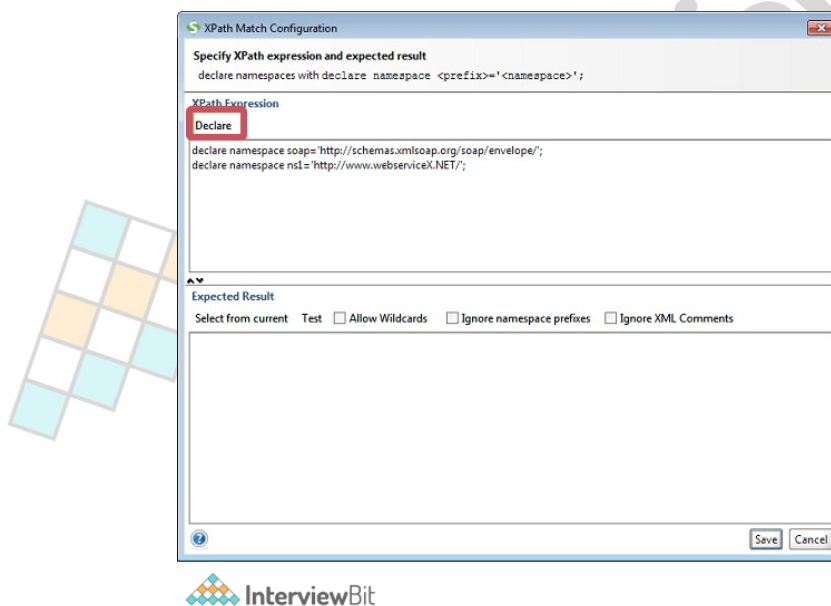 XPath Match Configuration
Specify XPath expression and expected result
declare namespaces with declare namespace <prefix>='<namespace>';
XPath Expression
Declare
declare namespace soap='http://schemas.xmlsoap.org/soap/envelope/';
declare namespace ns1='http://www.webserviceX.NET/';
Expected Result
Select from current Test Allow Wildcards Ignore namespace prefixes Ignore XML Comments
Save Cancel
InterviewBit